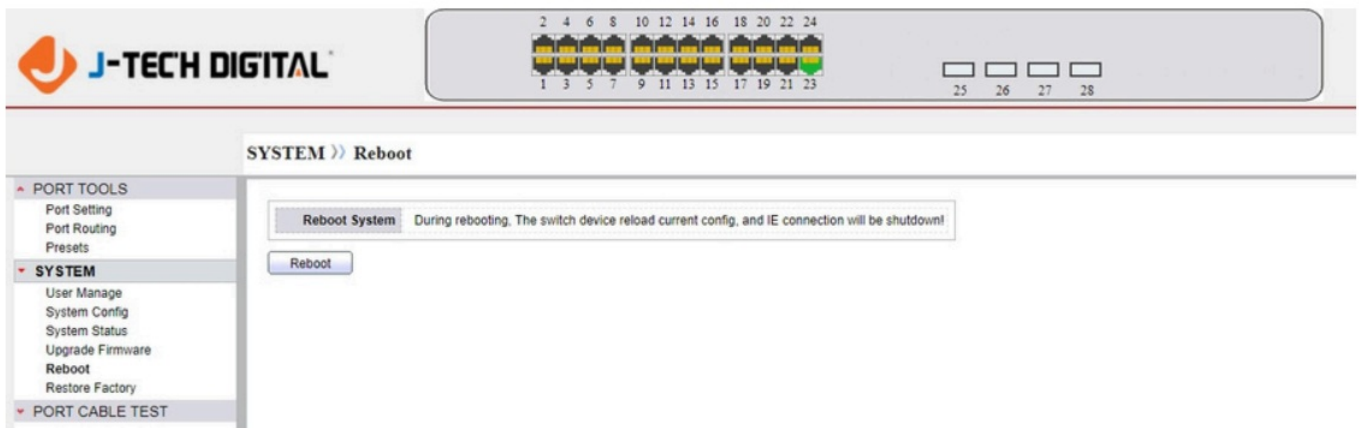 J-TECH DIGITAL
2 4 6 8 10 12 14 16 18 20 22 24
1 3 5 7 9 11 13 15 17 19 21 23
25 26 27 28
SYSTEM » Reboot
PORT TOOLS
Port Setting
Port Routing
Presets
SYSTEM
User Manage
System Config
System Status
Upgrade Firmware
Reboot
Restore Factory
PORT CABLE TEST
Reboot System During rebooting, The switch device reload current config, and IE connection will be shutdown!
Reboot